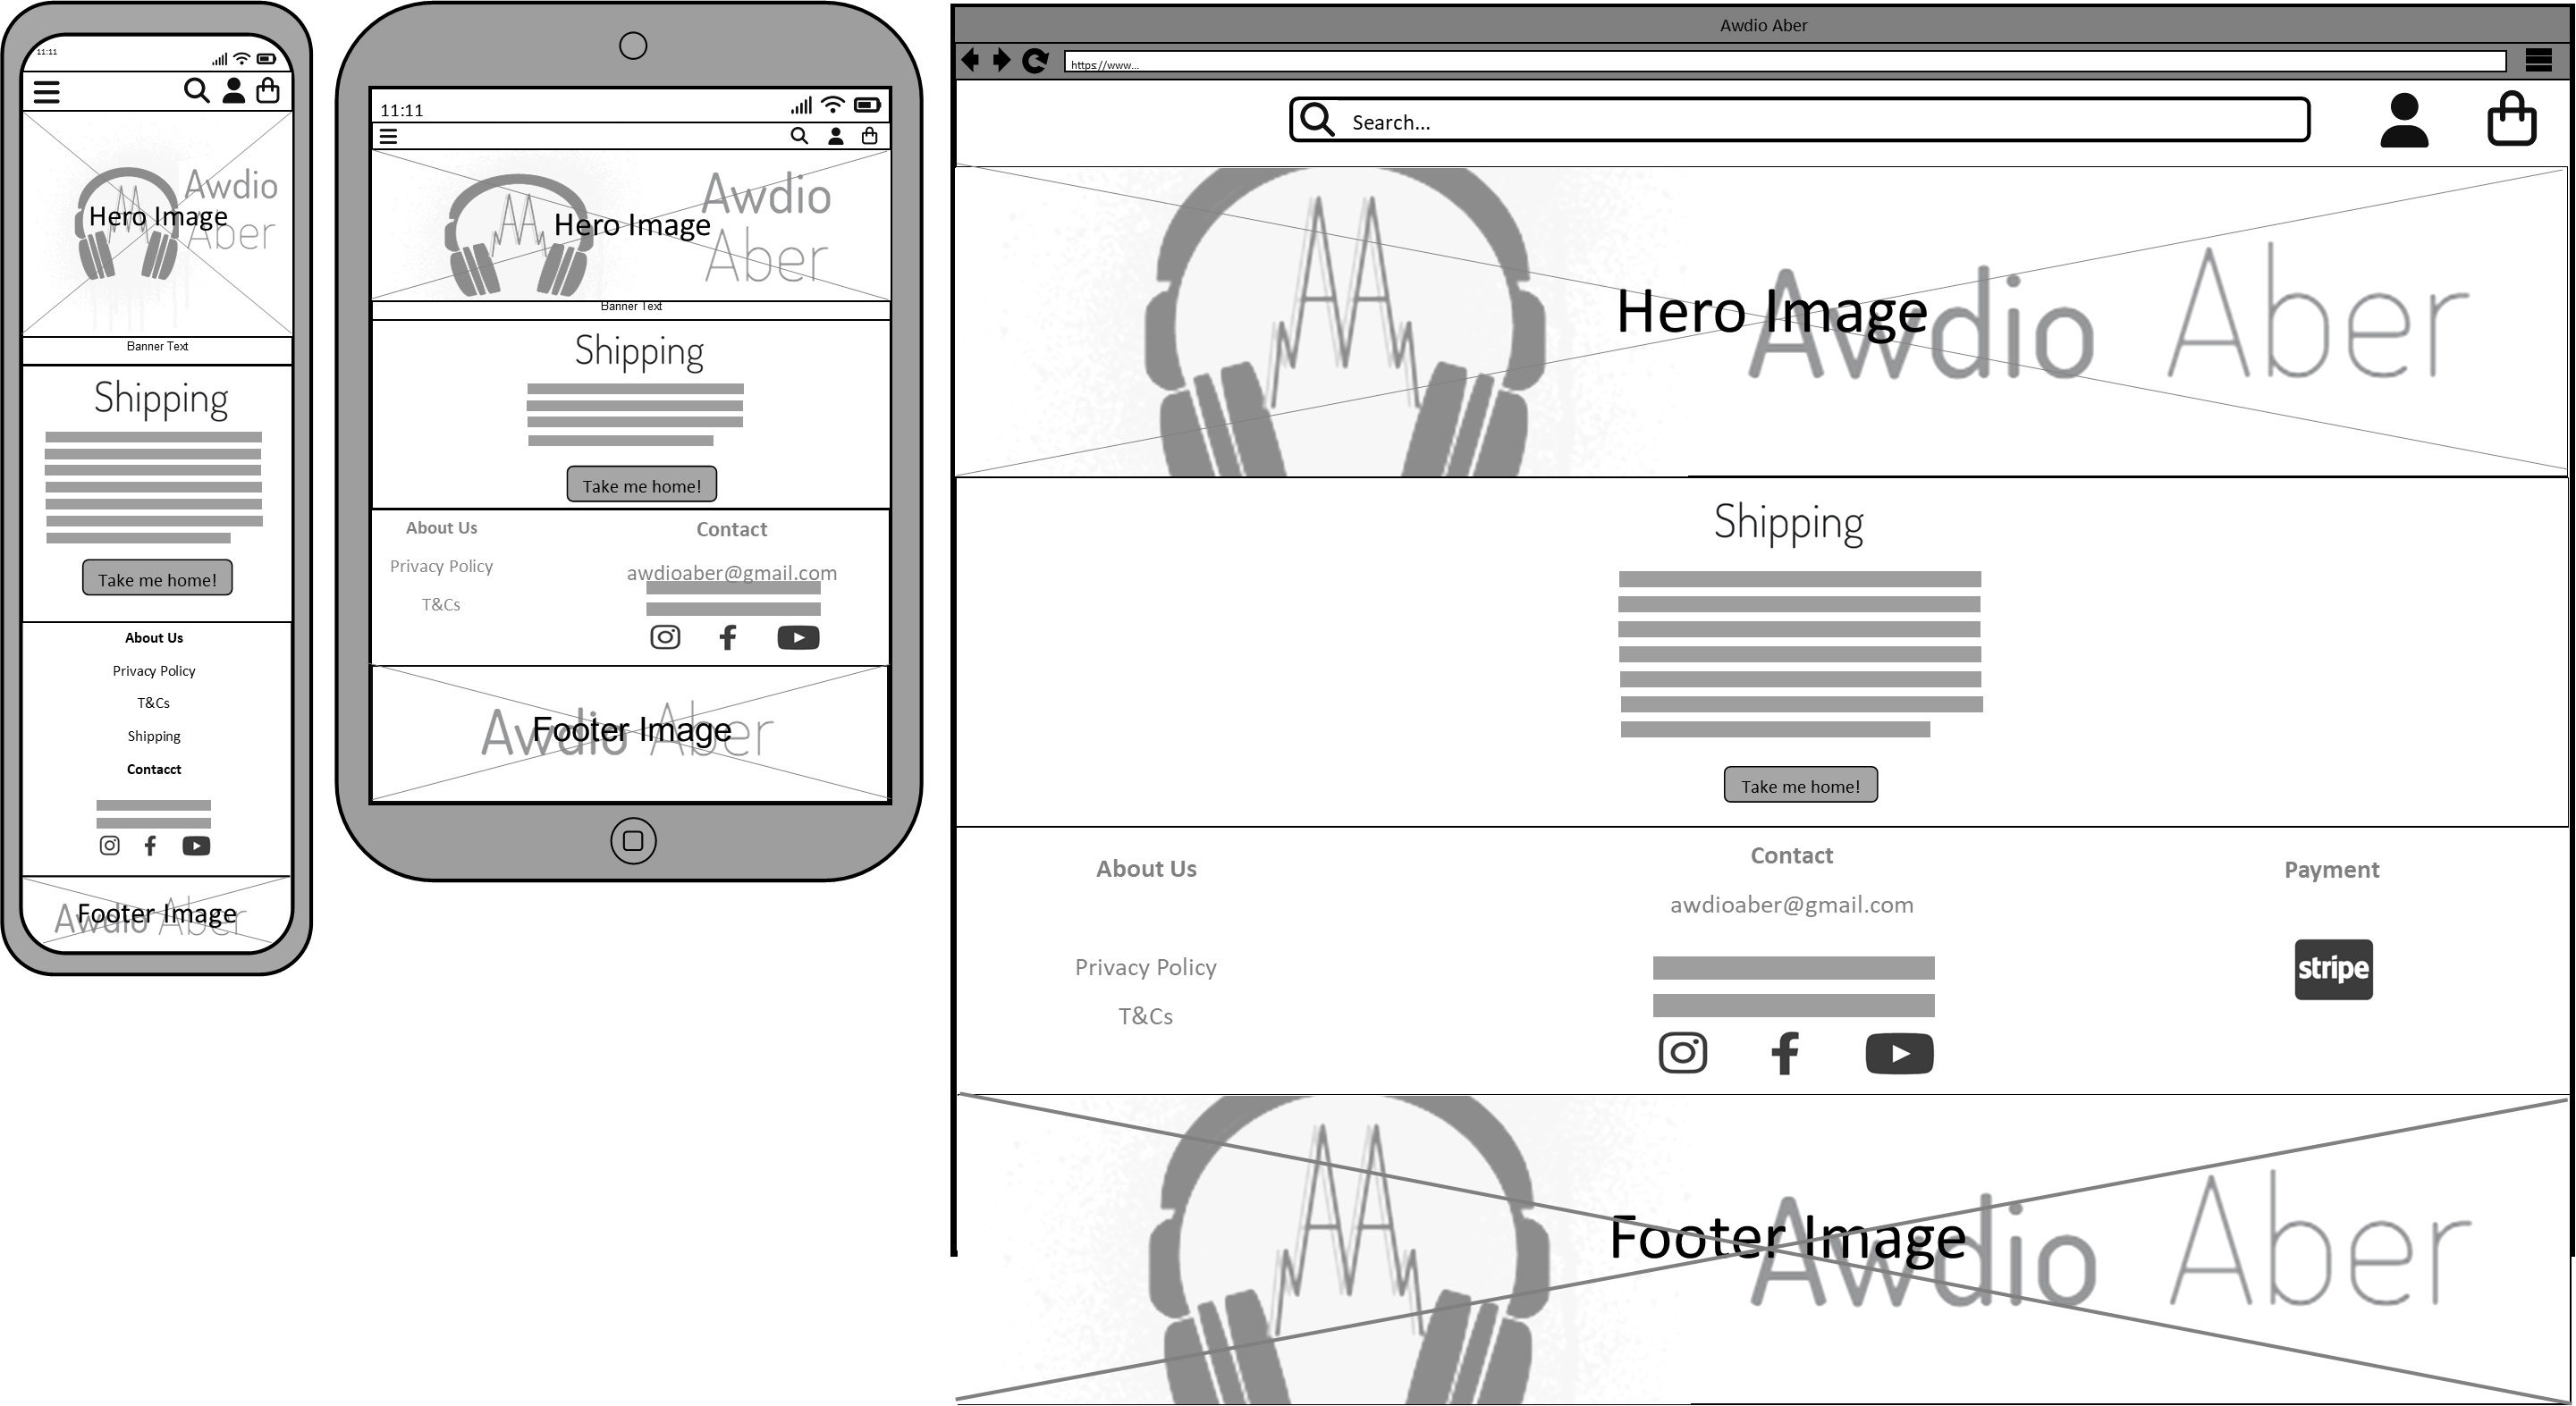 11:11
Awdio
Aber
Hero Image
Banner Text
Shipping
Take me home!
About Us
Privacy Policy
T&Cs
Shipping
Contacct
Awdio Aber
Footer Image
11:11
Awdio
Aber
Hero Image
Banner Text
Shipping
Take me home!
About Us
Privacy Policy
T&Cs
Contact
awdioaber@gmail.com
Awdio Aber
Footer Image
Awdio Aber
https://www...
Search...
AA
Hero Image
Awdio Aber
Shipping
Take me home!
About Us
Privacy Policy
T&Cs
Contact
awdioaber@gmail.com
Payment
stripe
AA
Footer Image
Awdio Aber